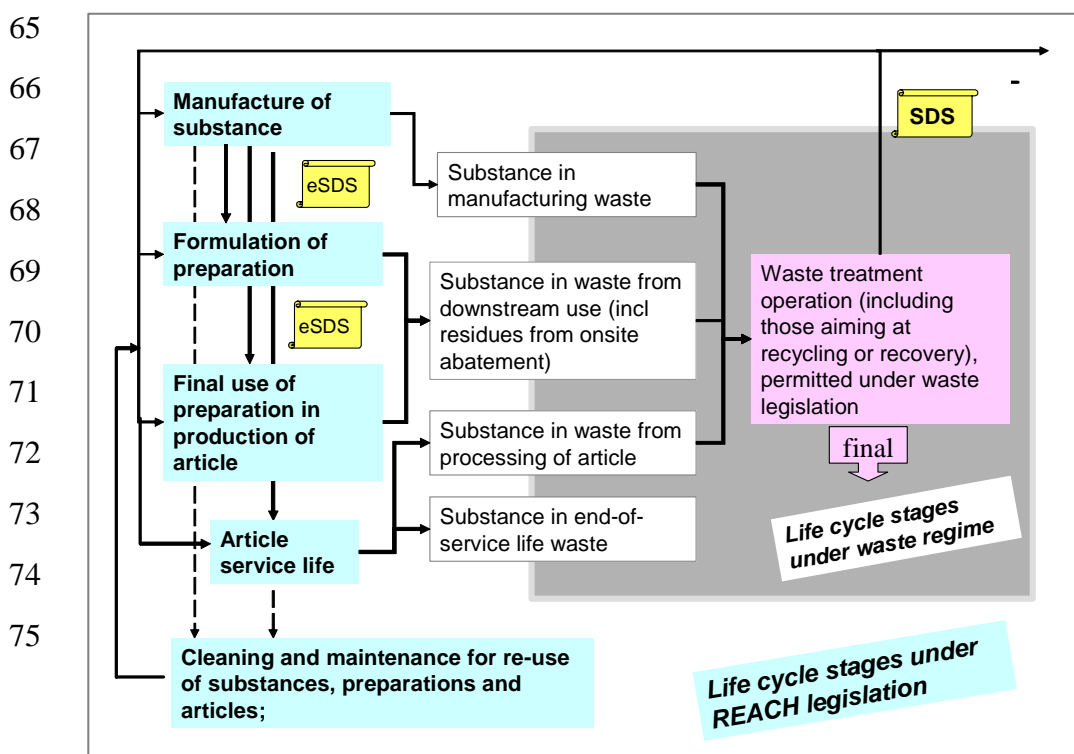 65
66
67
68
69
70
71
72
73
74
75
-
SDS
Manufacture of
substance
eSDS
Substance in
manufacturing waste
Formulation of
preparation
eSDS
Substance in waste from
downstream use (incl
residues from onsite
abatement)
Waste treatment
operation (including
those aiming at
recycling or recovery),
permitted under waste
legislation
Final use of
preparation in
production of
article
Substance in waste from
processing of article
final
Article
service life
Substance in end-of-
service life waste
Life cycle stages
under waste regime
Cleaning and maintenance for re-use
of substances, preparations and
articles;
Life cycle stages under
REACH legislation